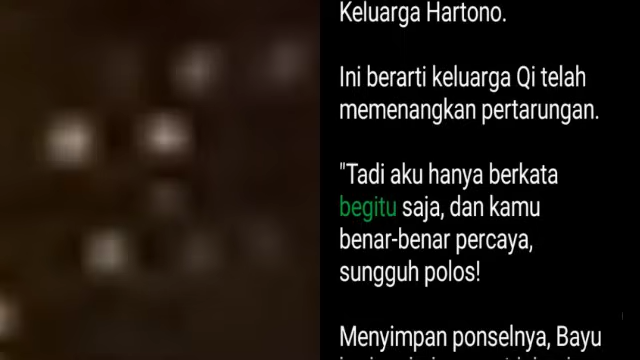 Keluarga Hartono.
Ini berarti keluarga Qi telah
memenangkan pertarungan.
"Tadi aku hanya berkata
begitu saja, dan kamu
benar-benar percaya,
sungguh polos!
Menyimpan ponselnya, Bayu